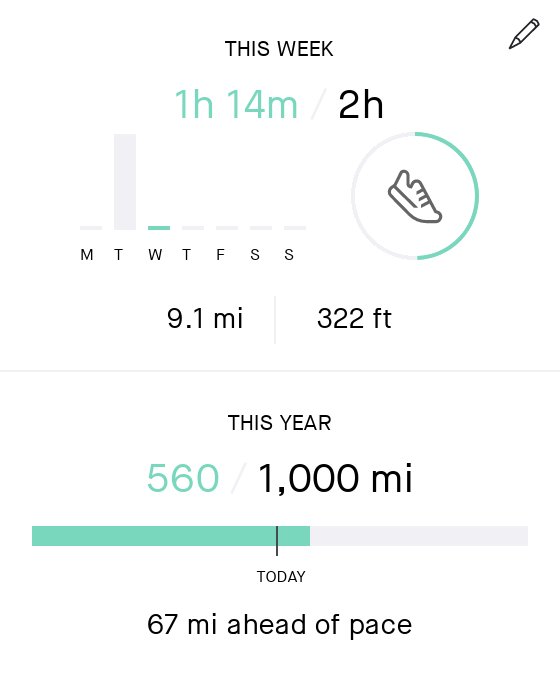 THIS WEEK
1h 14m / 2h
M T W T F S S
9.1 mi 322 ft
THIS YEAR
560 / 1,000 mi
TODAY
67 mi ahead of pace